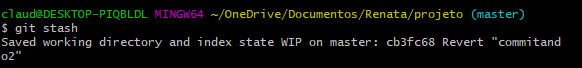 claud@DESKTOP-PIQBLDL MINGW64 ~/OneDrive/Documentos/Renata/projeto (master)
$ git stash
Saved working directory and index state WIP on master: cb3fc68 Revert "commitand
o2"